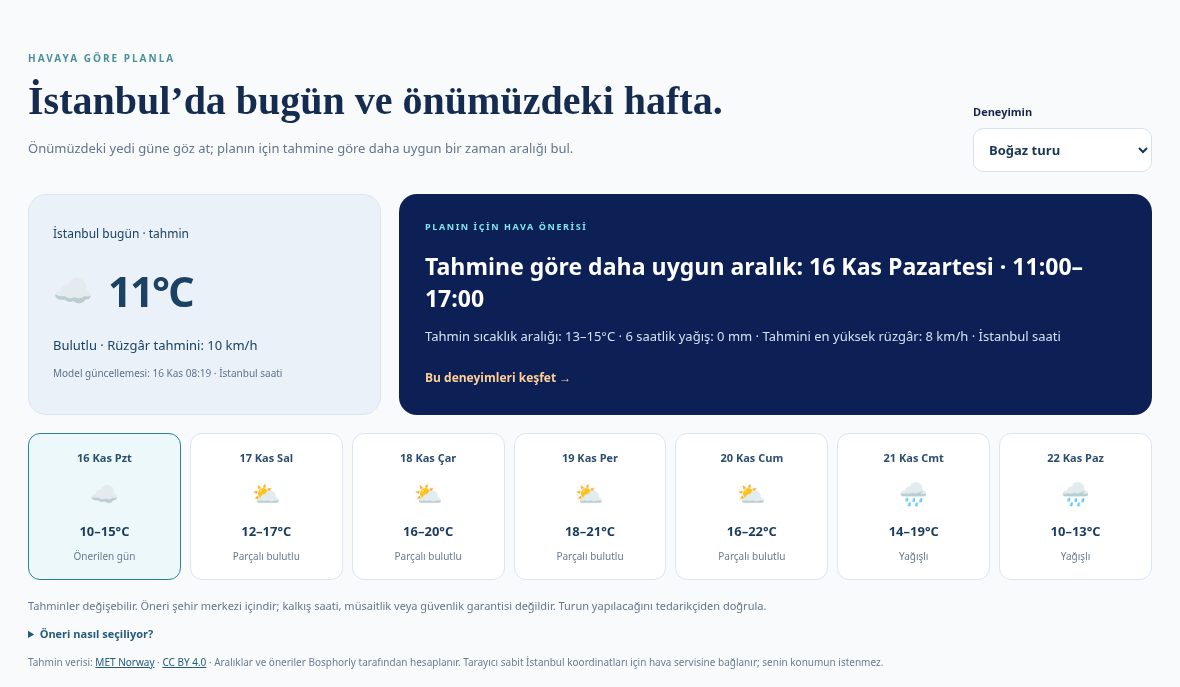 HAVAYA GÖRE PLANLA
İstanbul’da bugün ve önümüzdeki hafta.
Önümüzdeki yedi güne göz at; planın için tahmine göre daha uygun bir zaman aralığı bul.
Deneyimin
Boğaz turu
İstanbul bugün · tahmin
11°C
Bulutlu · Rüzgâr tahmini: 10 km/h
Model güncellemesi: 16 Kas 08:19 · İstanbul saati
PLANIN İÇİN HAVA ÖNERİSİ
Tahmine göre daha uygun aralık: 16 Kas Pazartesi · 11:00–
17:00
Tahmin sıcaklık aralığı: 13–15°C · 6 saatlik yağış: 0 mm · Tahmini en yüksek rüzgâr: 8 km/h · İstanbul saati
Bu deneyimleri keşfet →
16 Kas Pzt
10–15°C
Önerilen gün
17 Kas Sal
12–17°C
Parçalı bulutlu
18 Kas Çar
16–20°C
Parçalı bulutlu
19 Kas Per
18–21°C
Parçalı bulutlu
20 Kas Cum
16–22°C
Parçalı bulutlu
21 Kas Cmt
14–19°C
Yağışlı
22 Kas Paz
10–13°C
Yağışlı
Tahminler değişebilir. Öneri şehir merkezi içindir; kalkış saati, müsaitlik veya güvenlik garantisi değildir. Turun yapılacağını tedarikçiden doğrula.
Öneri nasıl seçiliyor?
Tahmin verisi: MET Norway · CC BY 4.0 · Aralıklar ve öneriler Bosphorly tarafından hesaplanır. Tarayıcı sabit İstanbul koordinatları için hava servisine bağlanır; senin konumun istenmez.